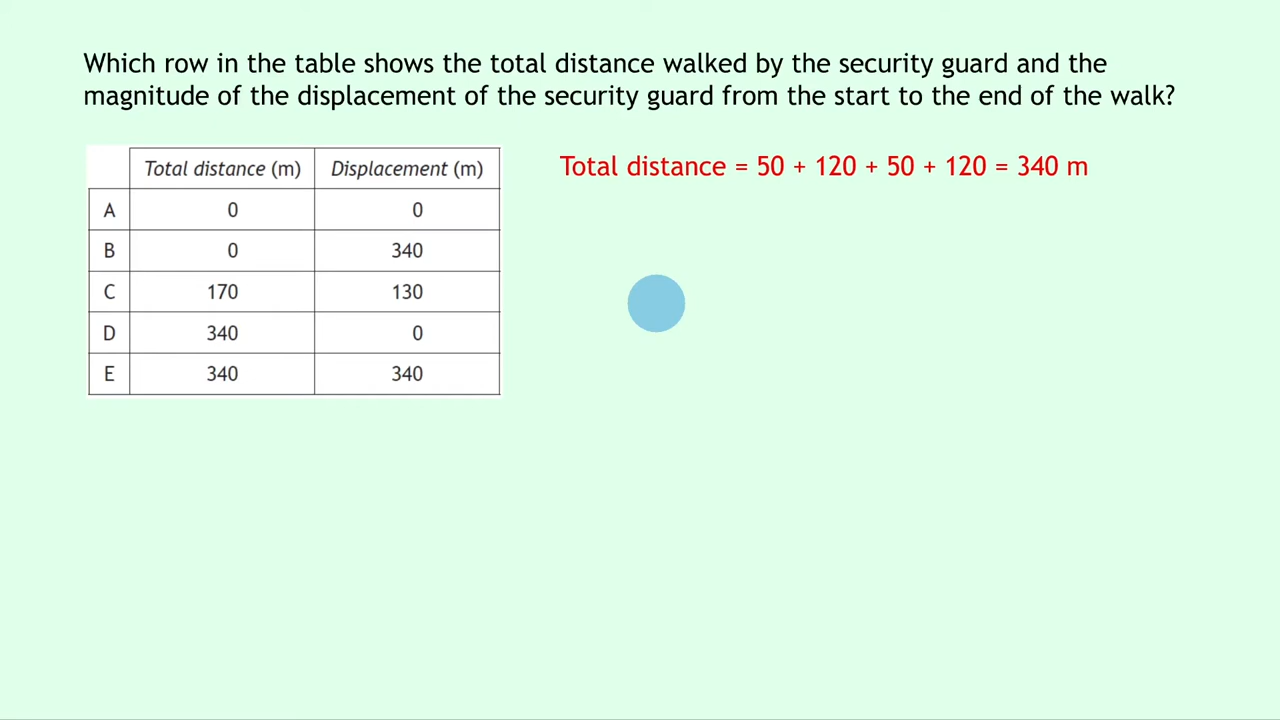 Which row in the table shows the total distance walked by the security guard and the
magnitude of the displacement of the security guard from the start to the end of the walk?
Total distance (m) Displacement (m)
A 0 0
B 0 340
C 170 130
D 340 0
E 340 340
Total distance = 50 + 120 + 50 + 120 = 340 m